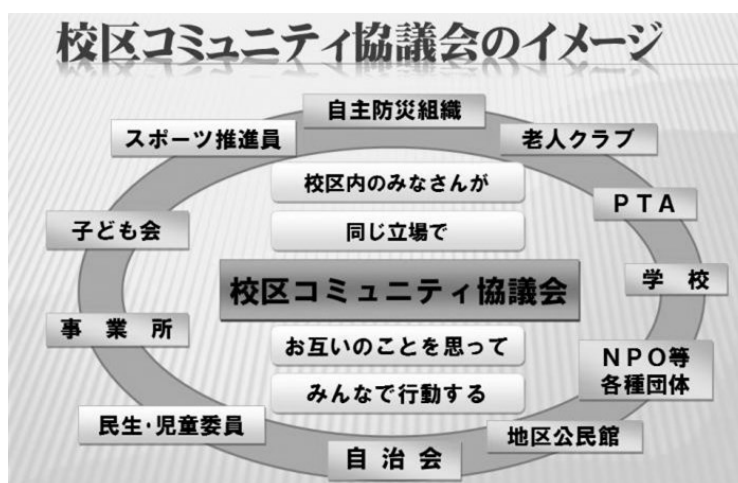 校区コミュニティ協議会のイメージ
自主防災組織
スポーツ推進員
老人クラブ
校区内のみなさんが
PTA
子ども会
同じ立場で
校区コミュニティ協議会
学 校
事 業 所
お互いのことを思って
NPO等
各種団体
みんなで行動する
民生・児童委員
地区公民館
自 治 会